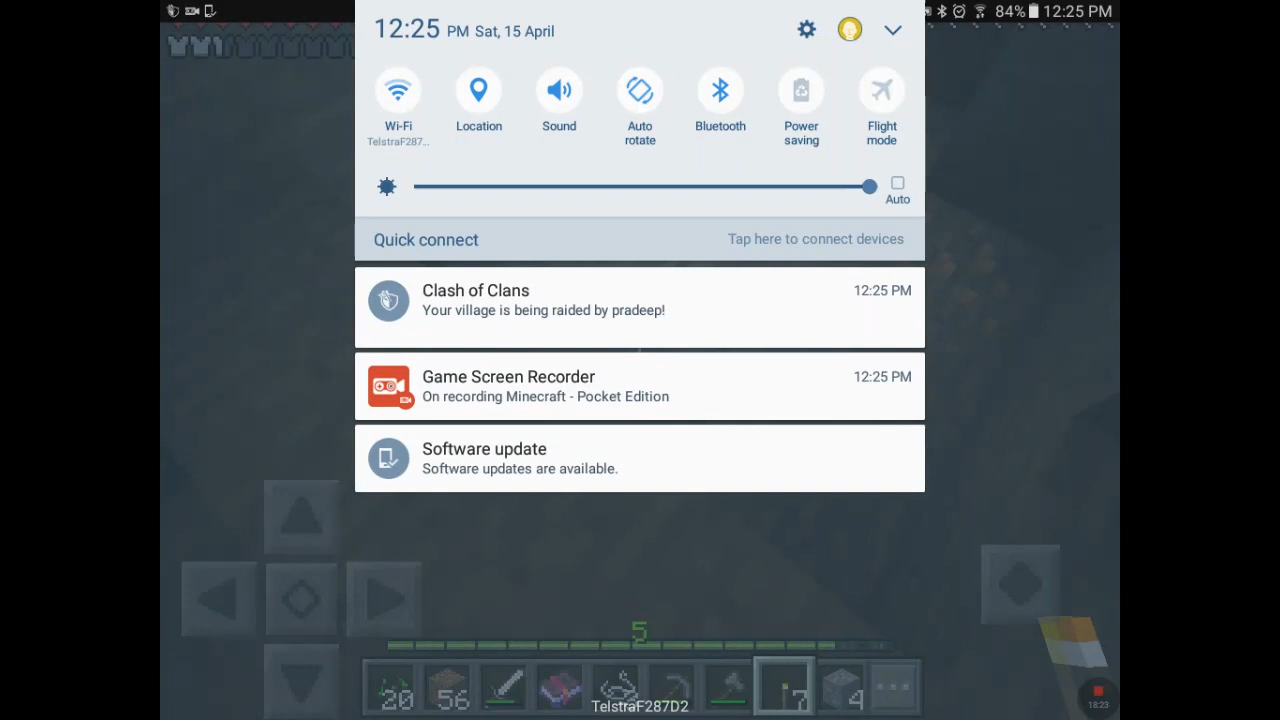 84% 12:25 PM
12:25 PM Sat, 15 April
Wi-Fi
TelstraF287...
Location
Sound
Auto
rotate
Bluetooth
Power
saving
Flight
mode
Auto
Quick connect
Tap here to connect devices
Clash of Clans
12:25 PM
Your village is being raided by pradeep!
Game Screen Recorder
12:25 PM
On recording Minecraft - Pocket Edition
Software update
Software updates are available.
5
20
56
7
4
TelstraF287D2
18:23